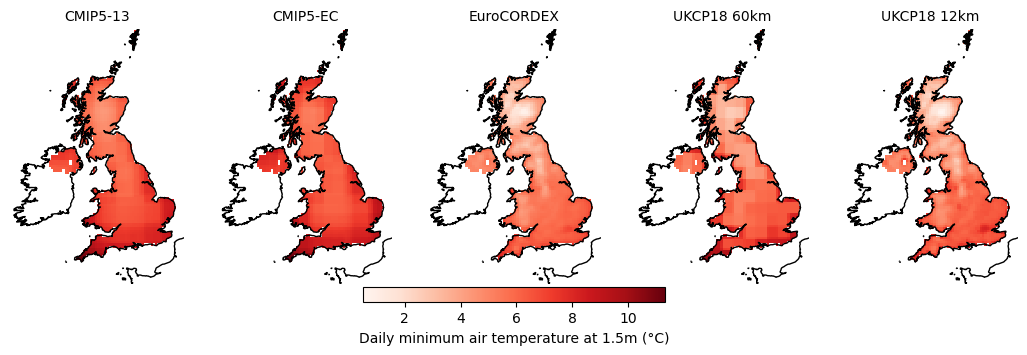 CMIP5-13 CMIP5-EC EuroCORDEX UKCP18 60km UKCP18 12km
2 4 6 8 10
Daily minimum air temperature at 1.5m (°C)